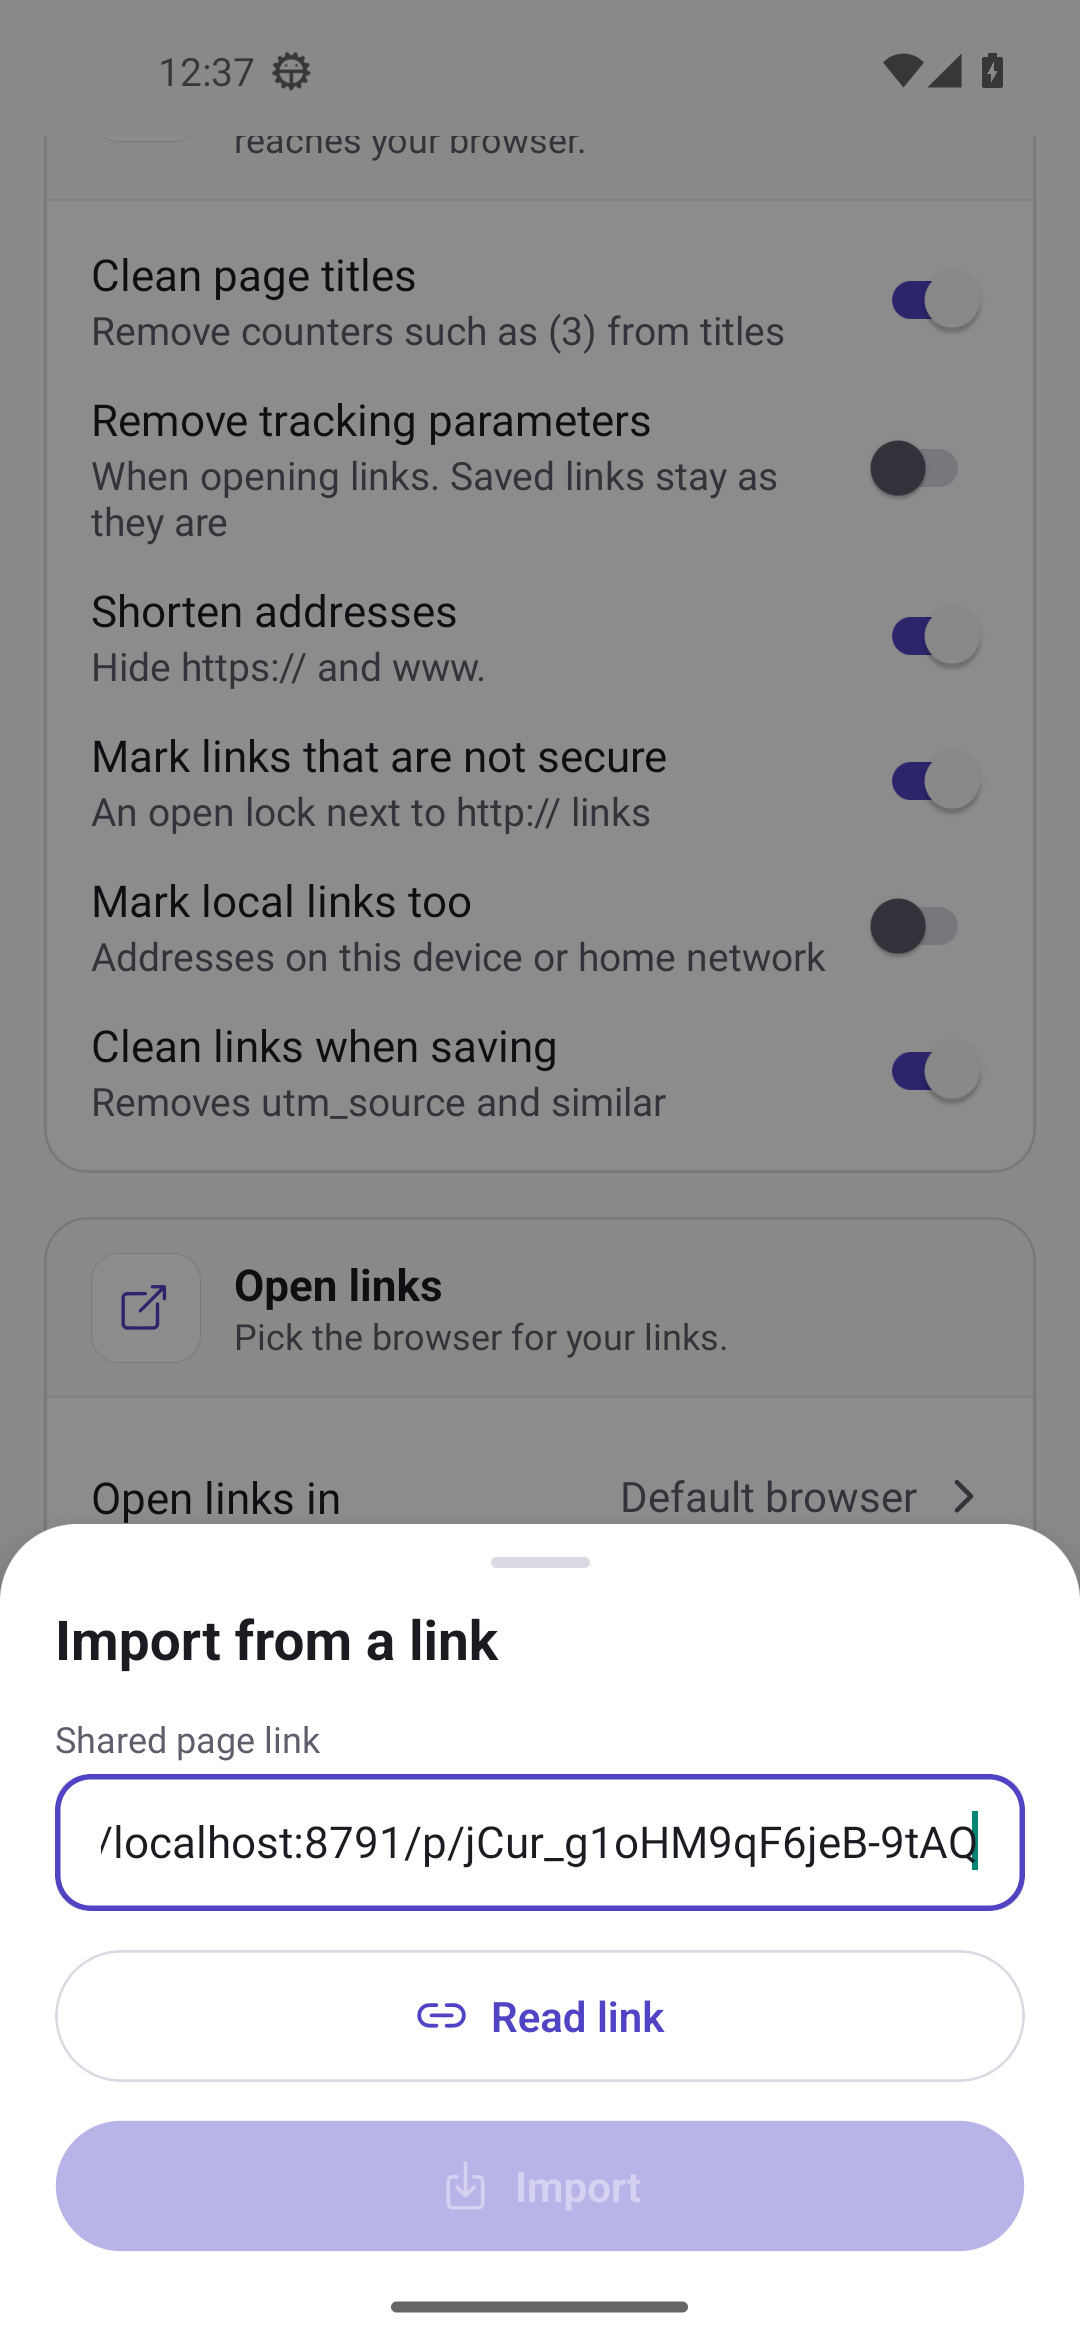 12:37
reaches your browser.
Clean page titles
Remove counters such as (3) from titles
Remove tracking parameters
When opening links. Saved links stay as
they are
Shorten addresses
Hide https:// and www.
Mark links that are not secure
An open lock next to http:// links
Mark local links too
Addresses on this device or home network
Clean links when saving
Removes utm_source and similar
Open links
Pick the browser for your links.
Open links in
Default browser
Import from a link
Shared page link
/localhost:8791/p/jCur_g1oHM9qF6jeB-9tAQ
Read link
Import